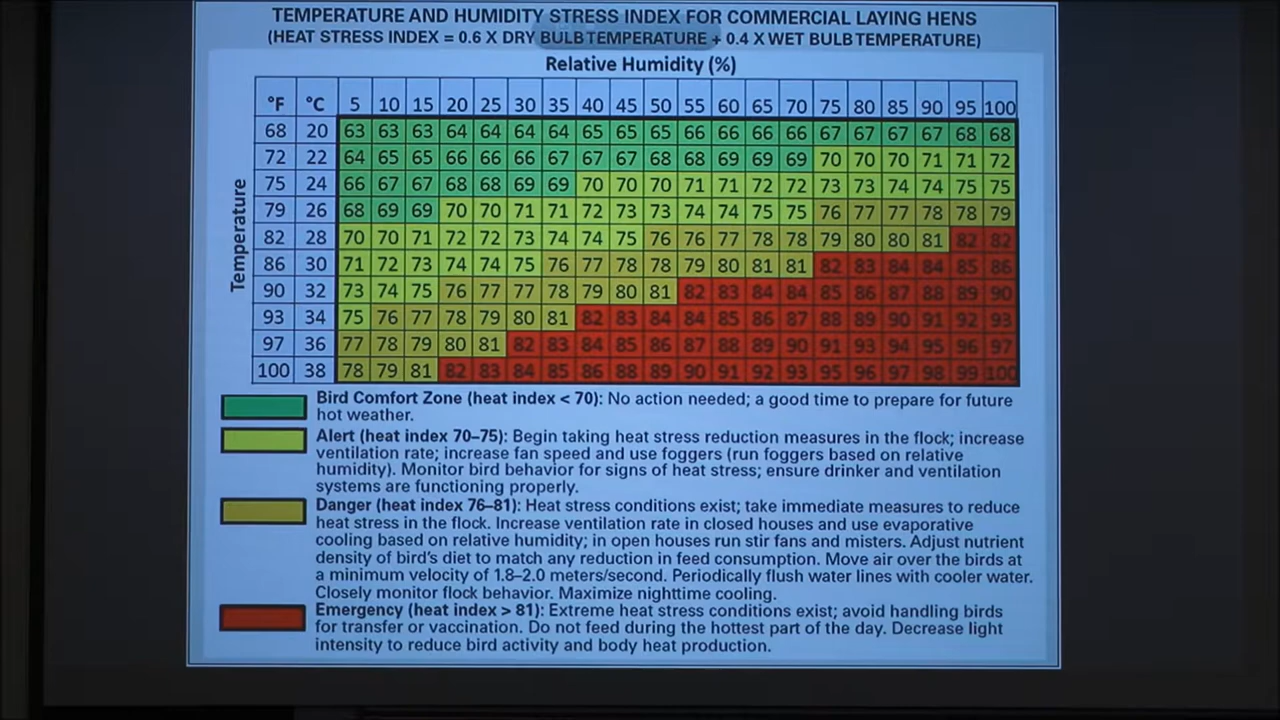 TEMPERATURE AND HUMIDITY STRESS INDEX FOR COMMERCIAL LAYING HENS
(HEAT STRESS INDEX = 0.6 X DRY BULB TEMPERATURE + 0.4 X WET BULB TEMPERATURE)
Relative Humidity (%)
°F °C 5 10 15 20 25 30 35 40 45 50 55 60 65 70 75 80 85 90 95 100
Temperature
68 20 63 63 63 64 64 64 64 65 65 65 66 66 66 66 67 67 67 67 68 68
72 22 64 65 65 66 66 66 67 67 67 68 68 69 69 69 70 70 70 71 71 72
75 24 66 67 67 68 68 69 69 70 70 70 71 71 72 72 73 73 74 74 75 75
79 26 68 69 69 70 70 71 71 72 73 73 74 74 75 75 76 77 77 78 78 79
82 28 70 70 71 72 72 73 74 74 75 76 76 77 78 78 79 80 80 81 82 82
86 30 71 72 73 74 74 75 76 77 78 78 79 80 81 81 82 83 84 84 85 86
90 32 73 74 75 76 77 77 78 79 80 81 82 83 84 84 85 86 87 88 89 90
93 34 75 76 77 78 79 80 81 82 83 84 84 85 86 87 88 89 90 91 92 93
97 36 77 78 79 80 81 82 83 84 85 86 87 88 89 90 91 93 94 95 96 97
100 38 78 79 81 82 83 84 85 86 88 89 90 91 92 93 95 96 97 98 99 100
Bird Comfort Zone (heat index < 70): No action needed; a good time to prepare for future
hot weather.
Alert (heat index 70–75): Begin taking heat stress reduction measures in the flock; increase
ventilation rate; increase fan speed and use foggers (run foggers based on relative
humidity). Monitor bird behavior for signs of heat stress; ensure drinker and ventilation
systems are functioning properly.
Danger (heat index 76–81): Heat stress conditions exist; take immediate measures to reduce
heat stress in the flock. Increase ventilation rate in closed houses and use evaporative
cooling based on relative humidity; in open houses run stir fans and misters. Adjust nutrient
density of bird's diet to match any reduction in feed consumption. Move air over the birds at
a minimum velocity of 1.8–2.0 meters/second. Periodically flush water lines with cooler water.
Closely monitor flock behavior. Maximize nighttime cooling.
Emergency (heat index > 81): Extreme heat stress conditions exist; avoid handling birds
for transfer or vaccination. Do not feed during the hottest part of the day. Decrease light
intensity to reduce bird activity and body heat production.